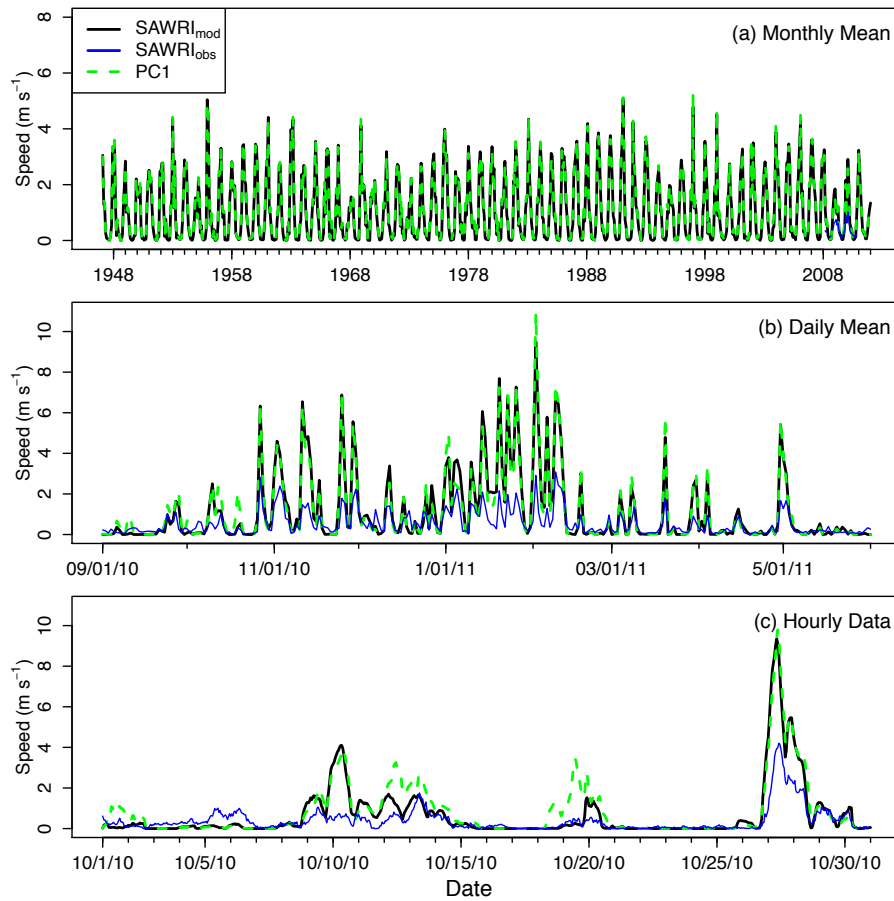 SAWRImod
SAWRIobs
PC1
(a) Monthly Mean
Speed (m s⁻¹)
0 2 4 6 8
1948 1958 1968 1978 1988 1998 2008
(b) Daily Mean
Speed (m s⁻¹)
0 2 4 6 8 10
09/01/10 11/01/10 1/01/11 03/01/11 5/01/11
(c) Hourly Data
Speed (m s⁻¹)
0 2 4 6 8 10
10/1/10 10/5/10 10/10/10 10/15/10 10/20/10 10/25/10 10/30/10
Date